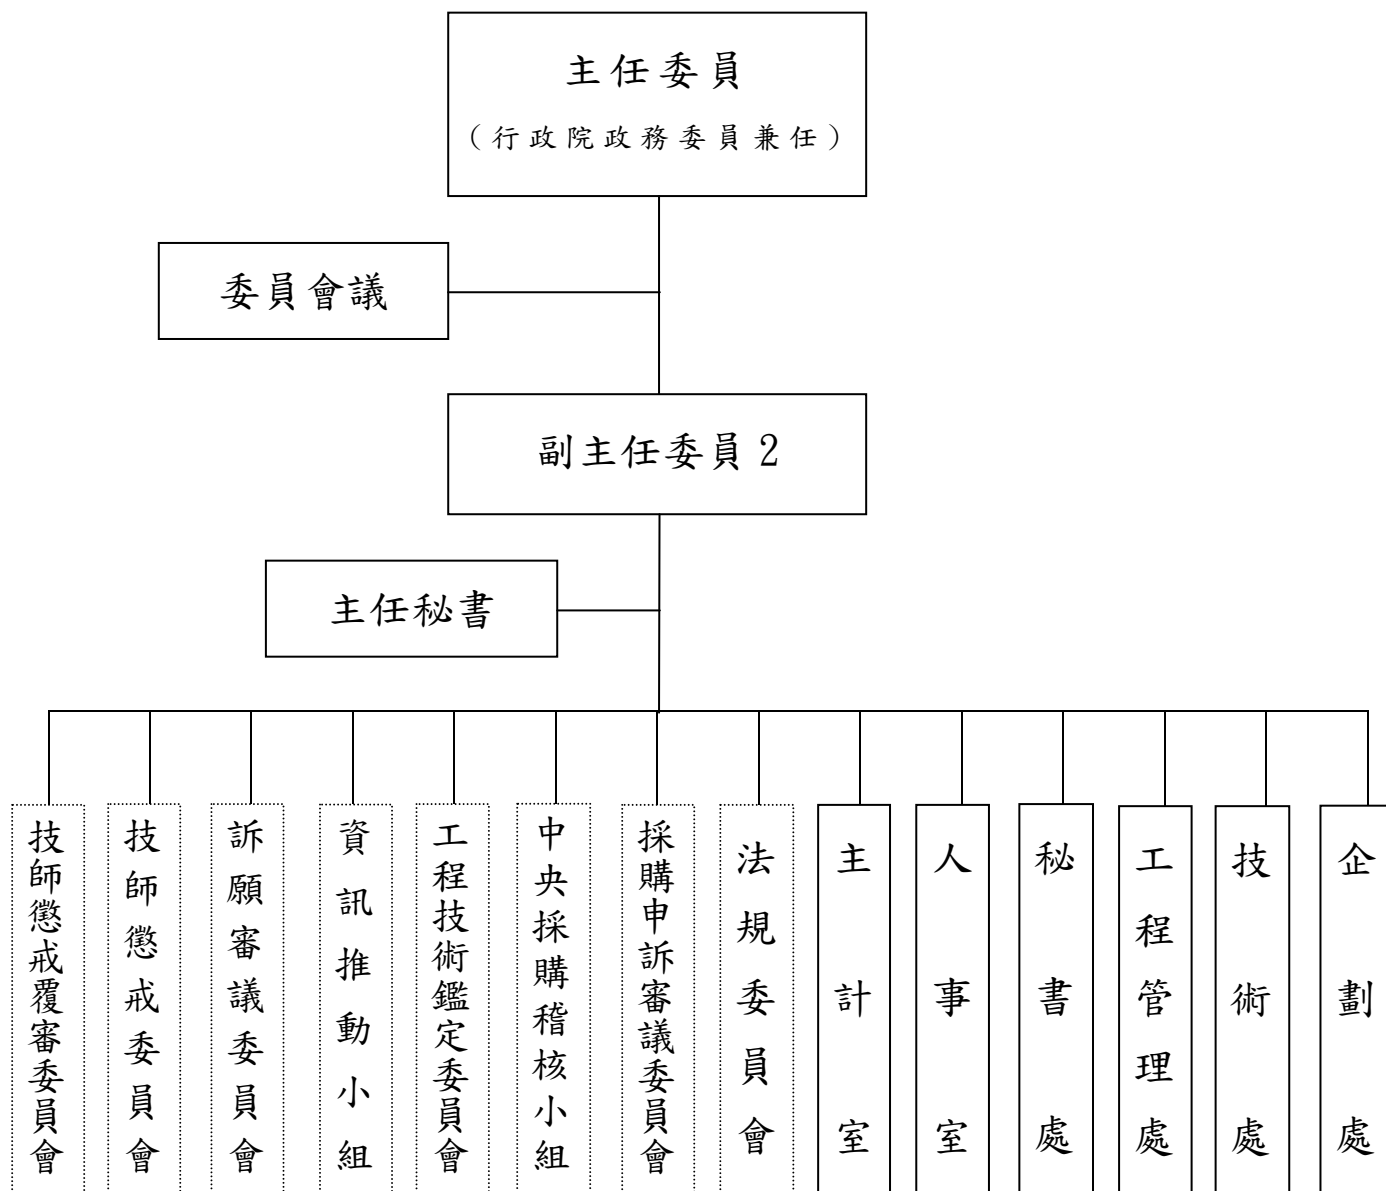 主任委員
（行政院政務委員兼任）
委員會議
副主任委員2
主任秘書
企劃處
技術處
工程管理處
秘書處
人事室
主計室
法規委員會
採購申訴審議委員會
中央採購稽核小組
工程技術鑑定委員會
資訊推動小組
訴願審議委員會
技師懲戒委員會
技師懲戒覆審委員會